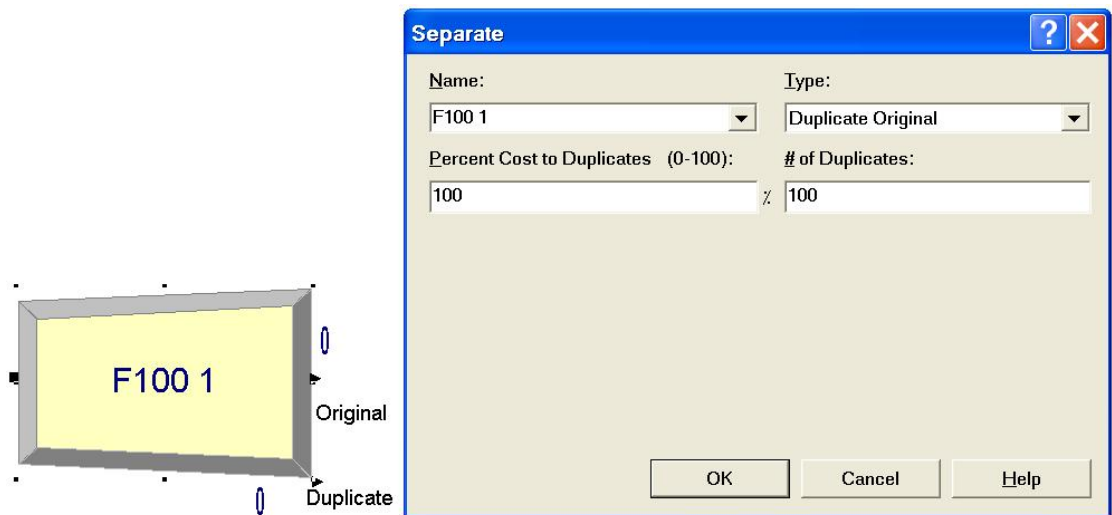 Separate
Name:
Type:
F100 1
Duplicate Original
Percent Cost to Duplicates (0-100):
# of Duplicates:
100
%
100
F100 1
0
Original
0
Duplicate
OK
Cancel
Help